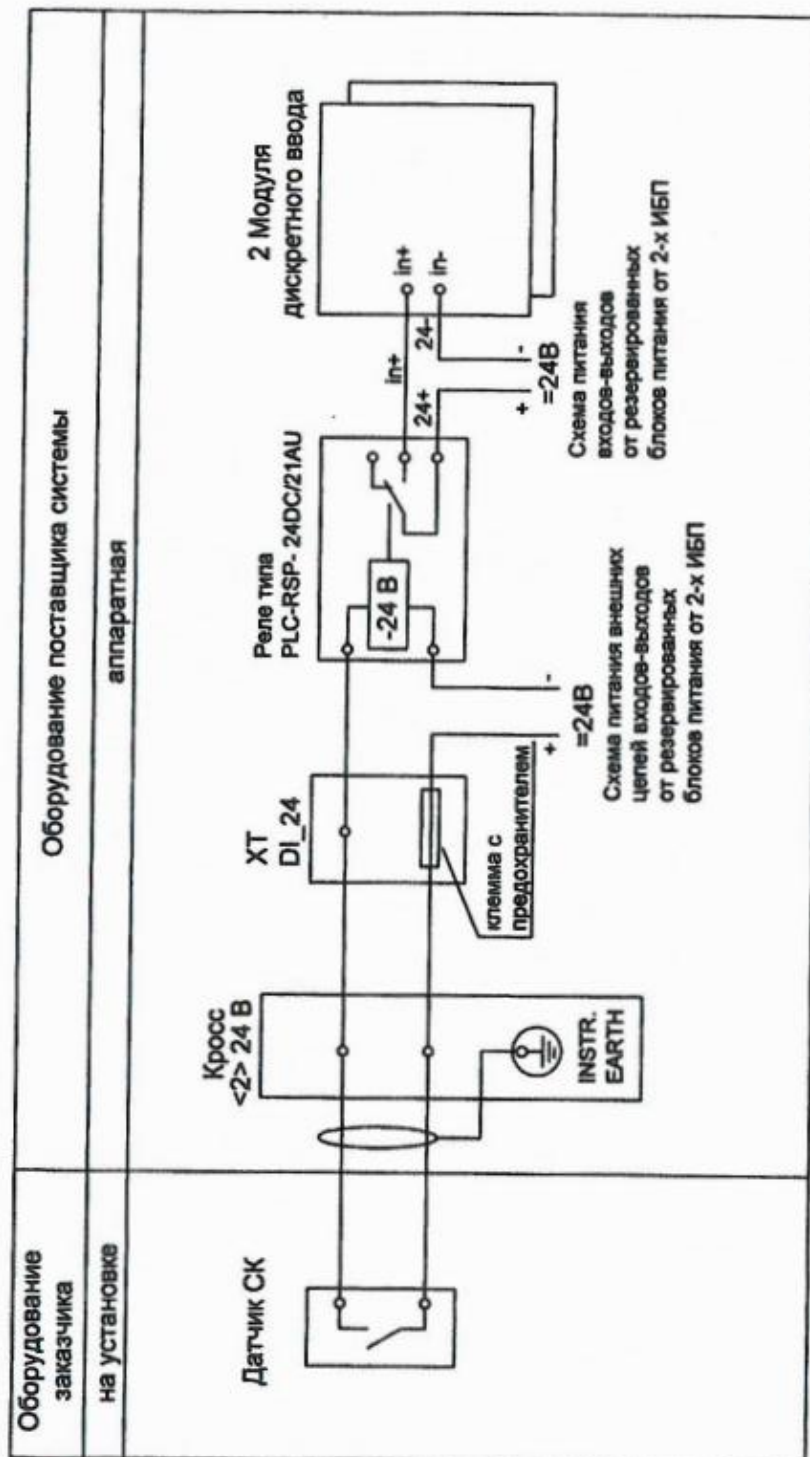 Оборудование
заказчика
Оборудование поставщика системы
на установке
аппаратная
Датчик СК
Кросс
<2> 24 В
INSTR.
EARTH
XT
DI_24
клемма с
предохранителем
Реле типа
PLC-RSP- 24DC/21AU
-24 В
+
-
=24В
Схема питания внешних
цепей входов-выходов
от резервированных
блоков питания от 2-х ИБП
2 Модуля
дискретного ввода
in+
in+
in-
24+
24-
+
-
=24В
Схема питания
входов-выходов
от резервированных
блоков питания от 2-х ИБП